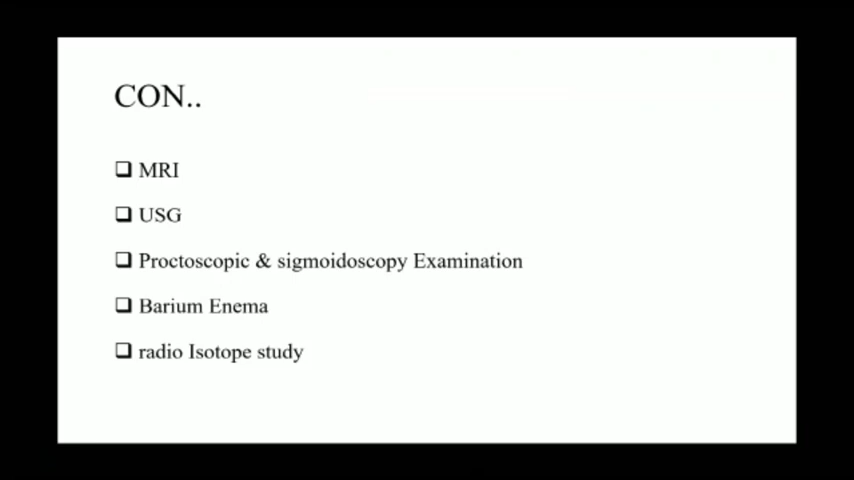 CON..
❑ MRI
❑ USG
❑ Proctoscopic & sigmoidoscopy Examination
❑ Barium Enema
❑ radio Isotope study